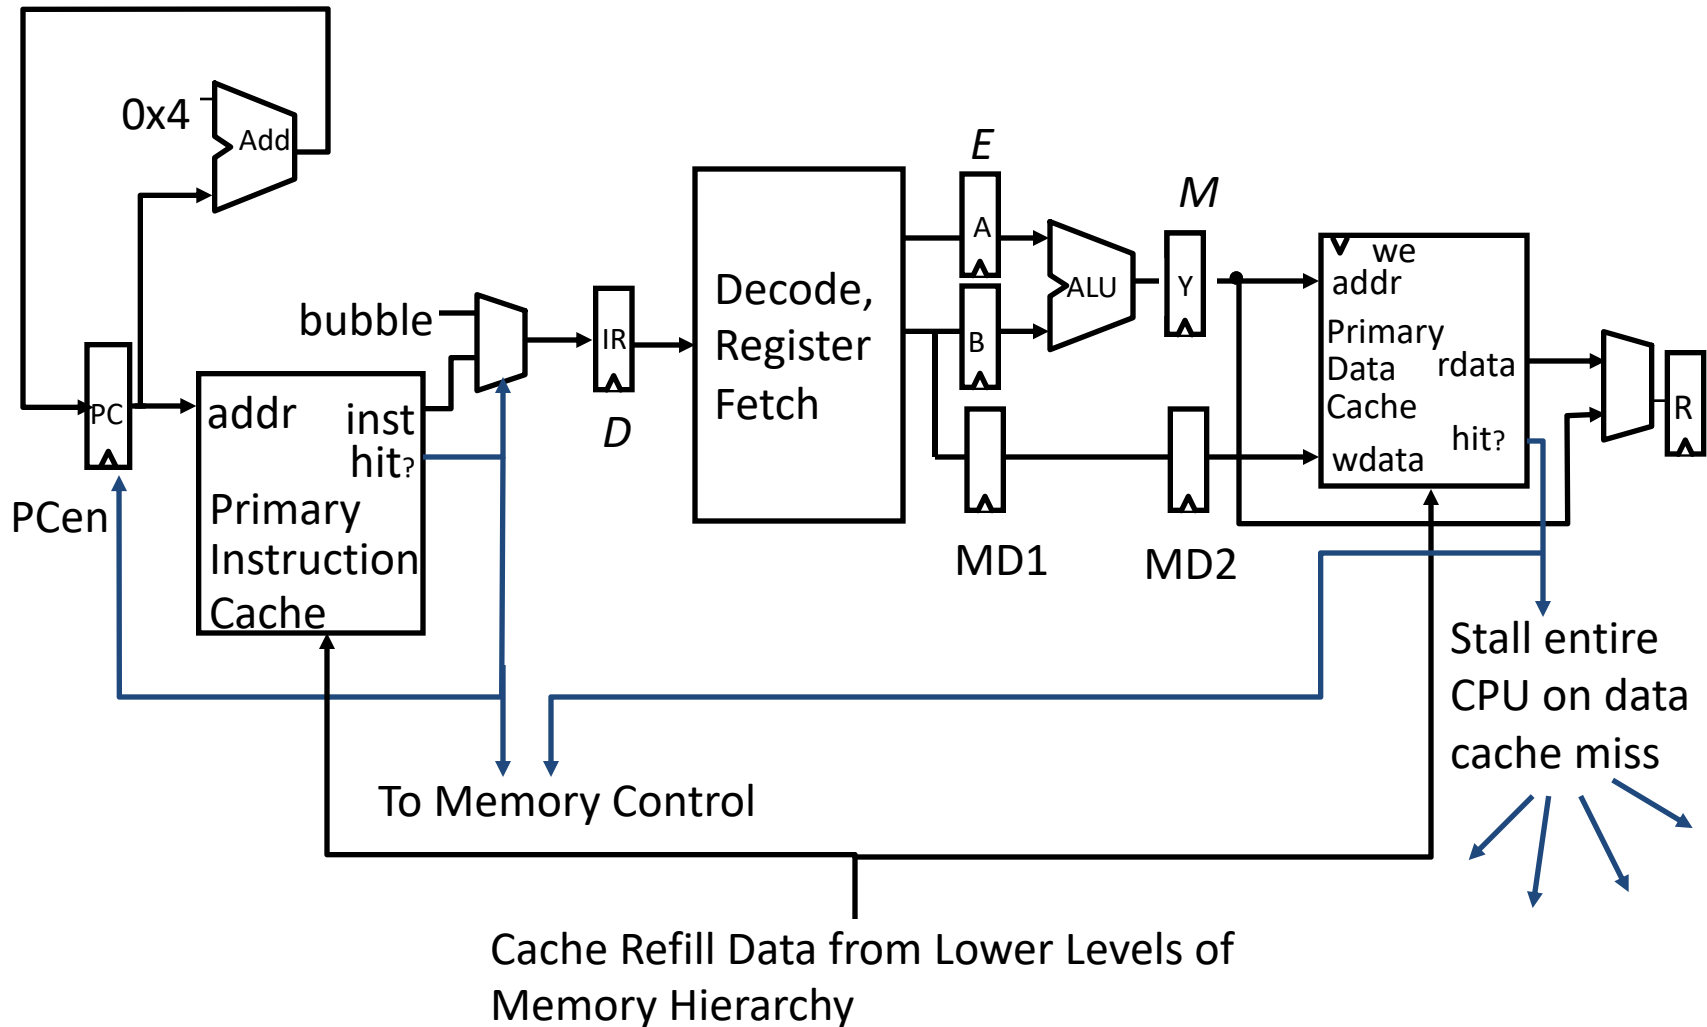 0x4
Add
E
M
A
we
addr
Decode,
Register
Fetch
ALU
Y
bubble
IR
B
Primary
Data
Cache
rdata
hit?
wdata
R
PC
addr
inst
hit?
D
PCen
Primary
Instruction
Cache
MD1
MD2
Stall entire
CPU on data
cache miss
To Memory Control
Cache Refill Data from Lower Levels of
Memory Hierarchy